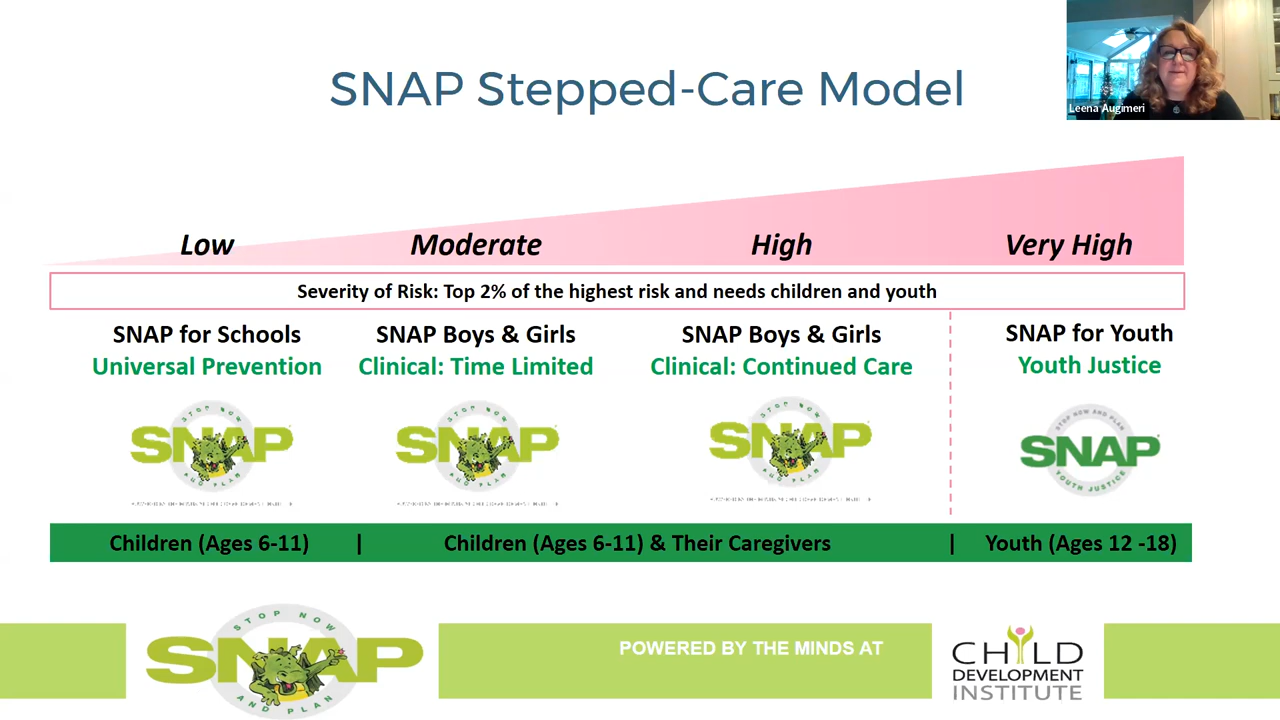 SNAP Stepped-Care Model
Leena Augimeri
Low Moderate High Very High
Severity of Risk: Top 2% of the highest risk and needs children and youth
SNAP for Schools SNAP Boys & Girls SNAP Boys & Girls SNAP for Youth
Universal Prevention Clinical: Time Limited Clinical: Continued Care Youth Justice
STOP NOW STOP NOW STOP NOW STOP NOW AND PLAN
SNAP SNAP SNAP SNAP
AND PLAN AND PLAN AND PLAN YOUTH JUSTICE
Children (Ages 6-11) | Children (Ages 6-11) & Their Caregivers | Youth (Ages 12 -18)
STOP NOW
SNAP
AND PLAN
POWERED BY THE MINDS AT
CHILD
DEVELOPMENT
INSTITUTE